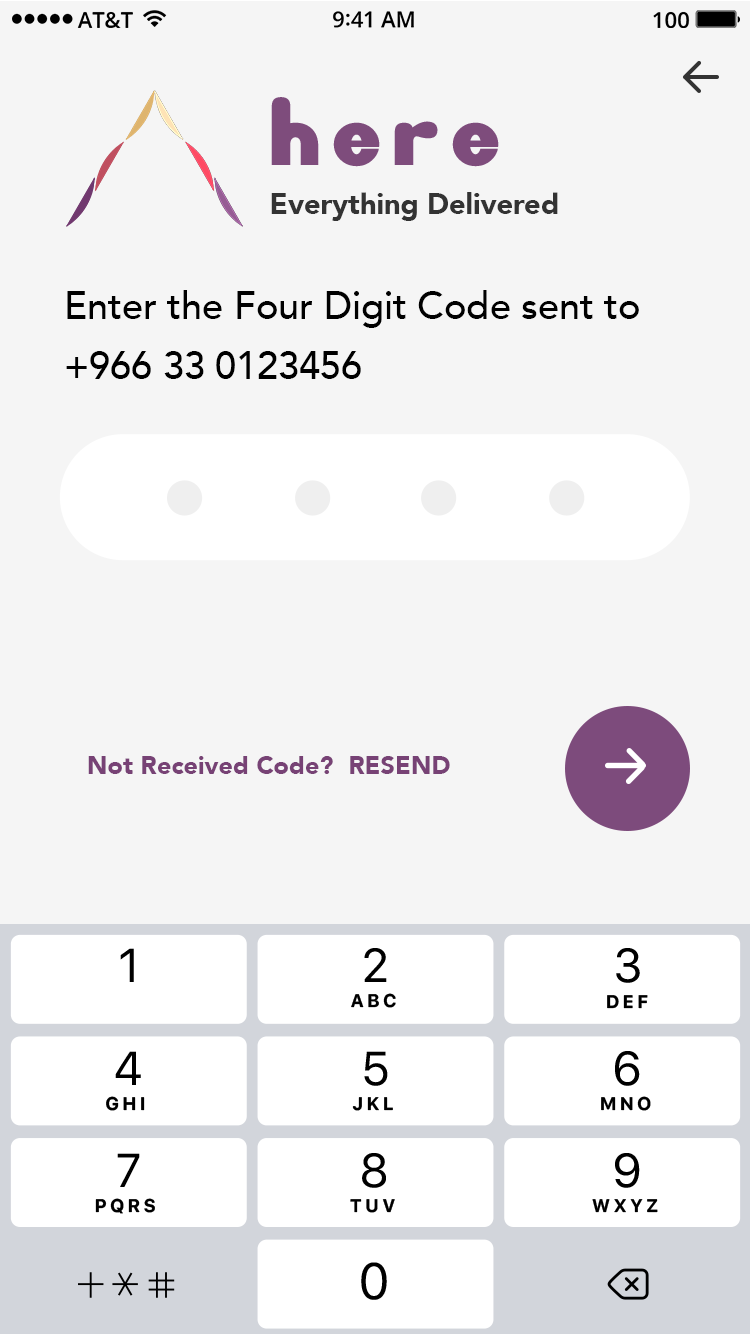 AT&T 9:41 AM 100
here
Everything Delivered
Enter the Four Digit Code sent to
+966 33 0123456
Not Received Code? RESEND
1 2 3
ABC DEF
4 5 6
GHI JKL MNO
7 8 9
PQRS TUV WXYZ
+*# 0